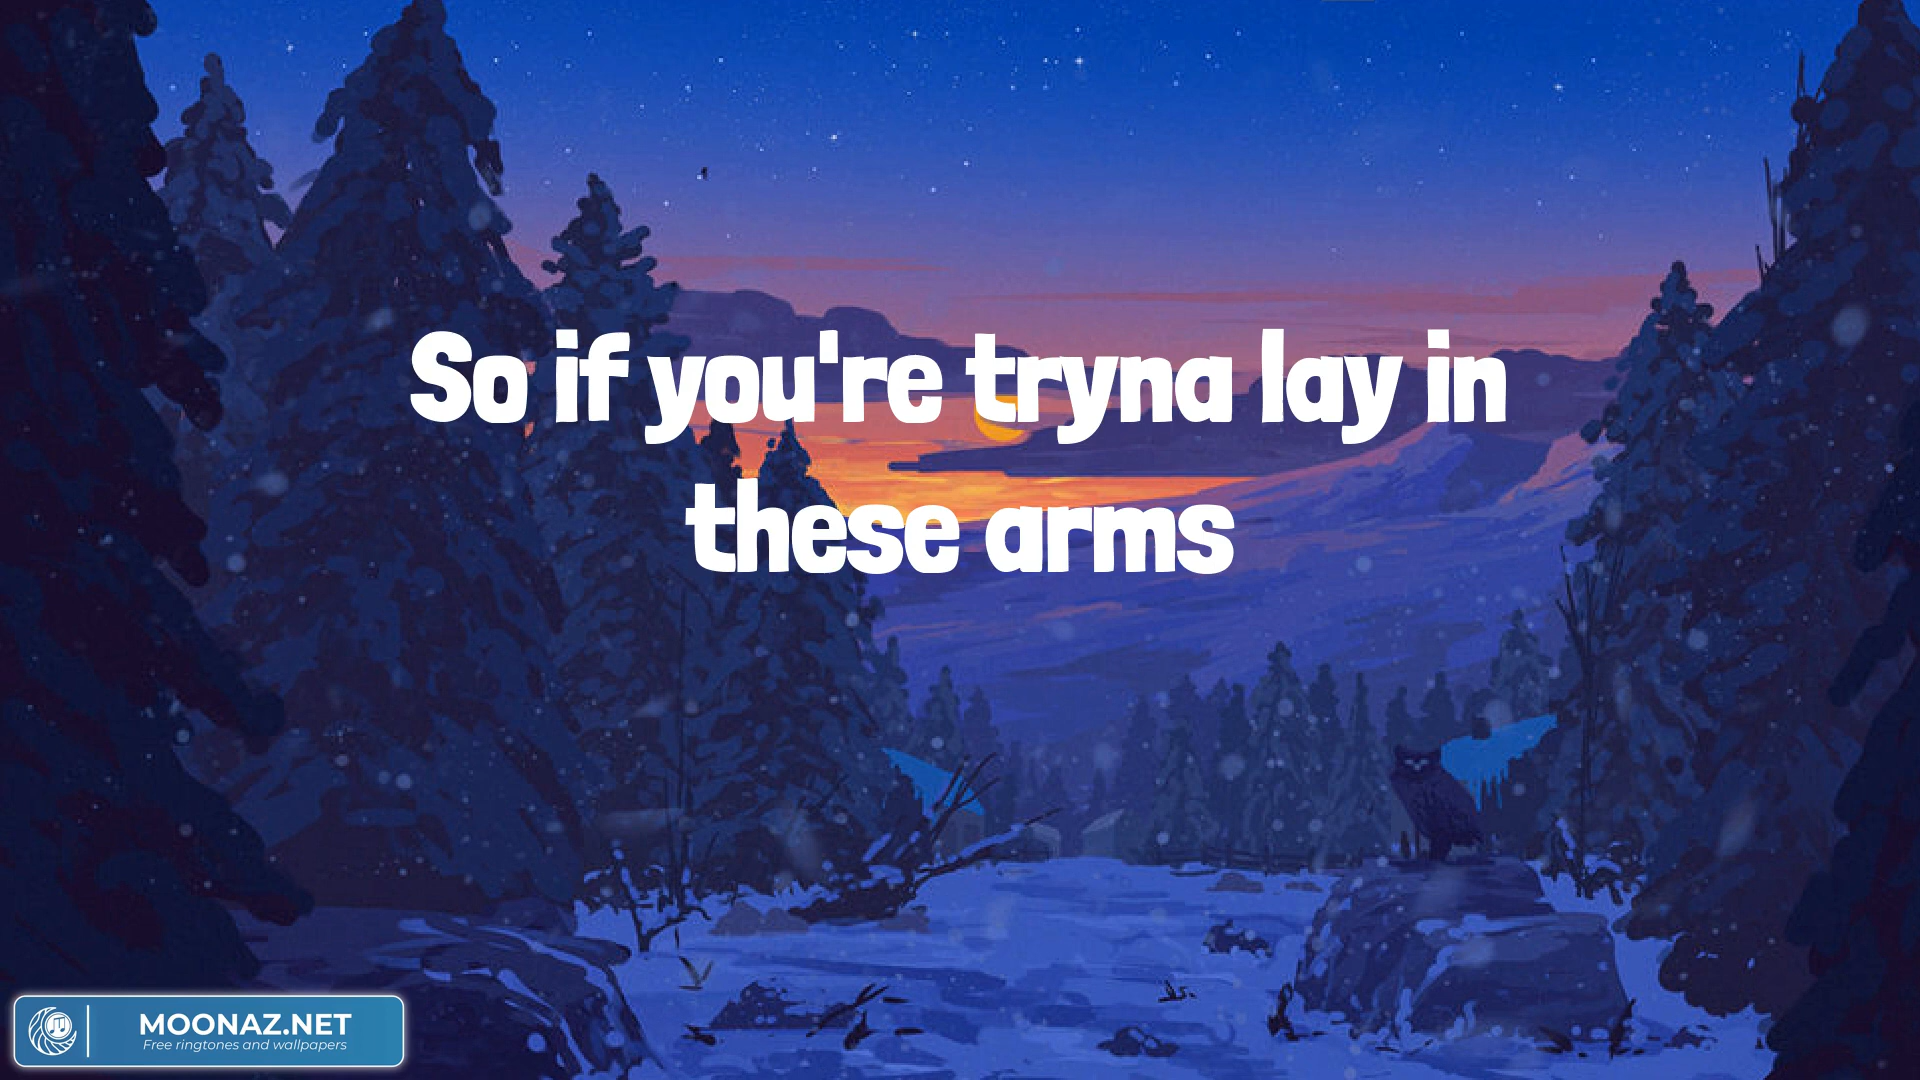 So if you're tryna lay in
these arms
MOONAZ.NET
Free ringtones and wallpapers